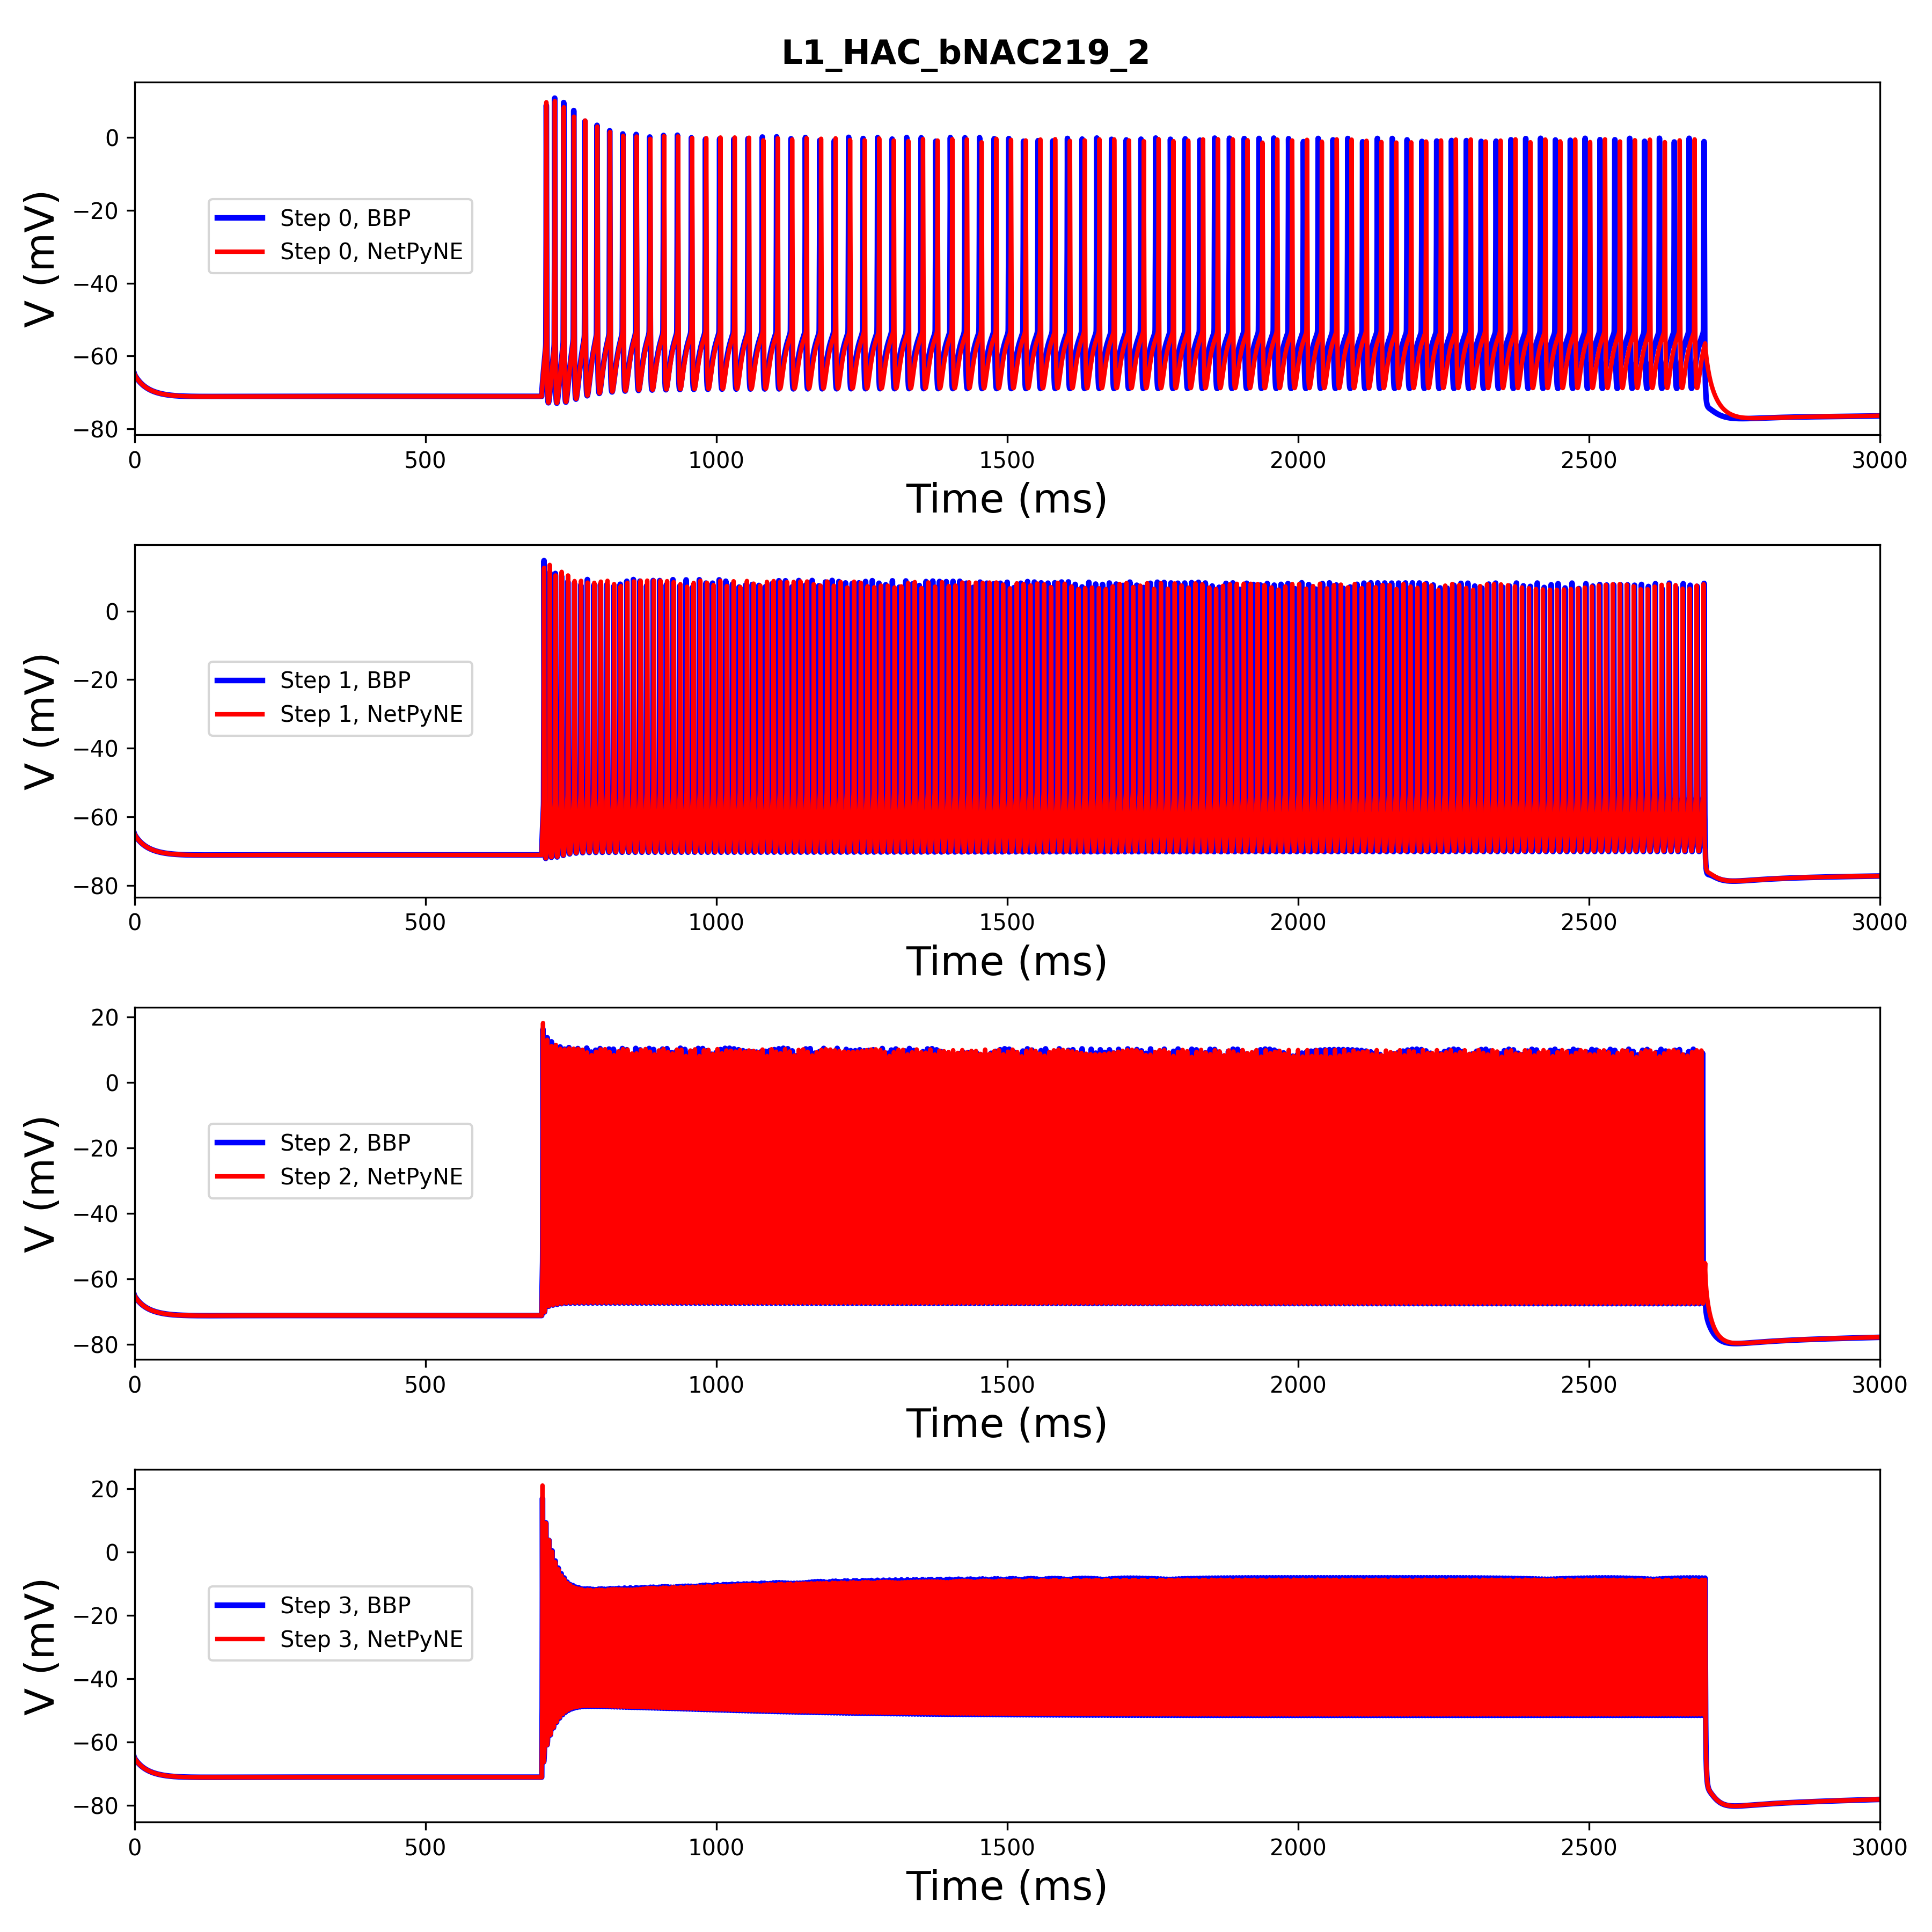 L1_HAC_bNAC219_2
0
−20
−40
−60
−80
V (mV)
Step 0, BBP
Step 0, NetPyNE
0 500 1000 1500 2000 2500 3000
Time (ms)
0
−20
−40
−60
−80
V (mV)
Step 1, BBP
Step 1, NetPyNE
0 500 1000 1500 2000 2500 3000
Time (ms)
20
0
−20
−40
−60
−80
V (mV)
Step 2, BBP
Step 2, NetPyNE
0 500 1000 1500 2000 2500 3000
Time (ms)
20
0
−20
−40
−60
−80
V (mV)
Step 3, BBP
Step 3, NetPyNE
0 500 1000 1500 2000 2500 3000
Time (ms)